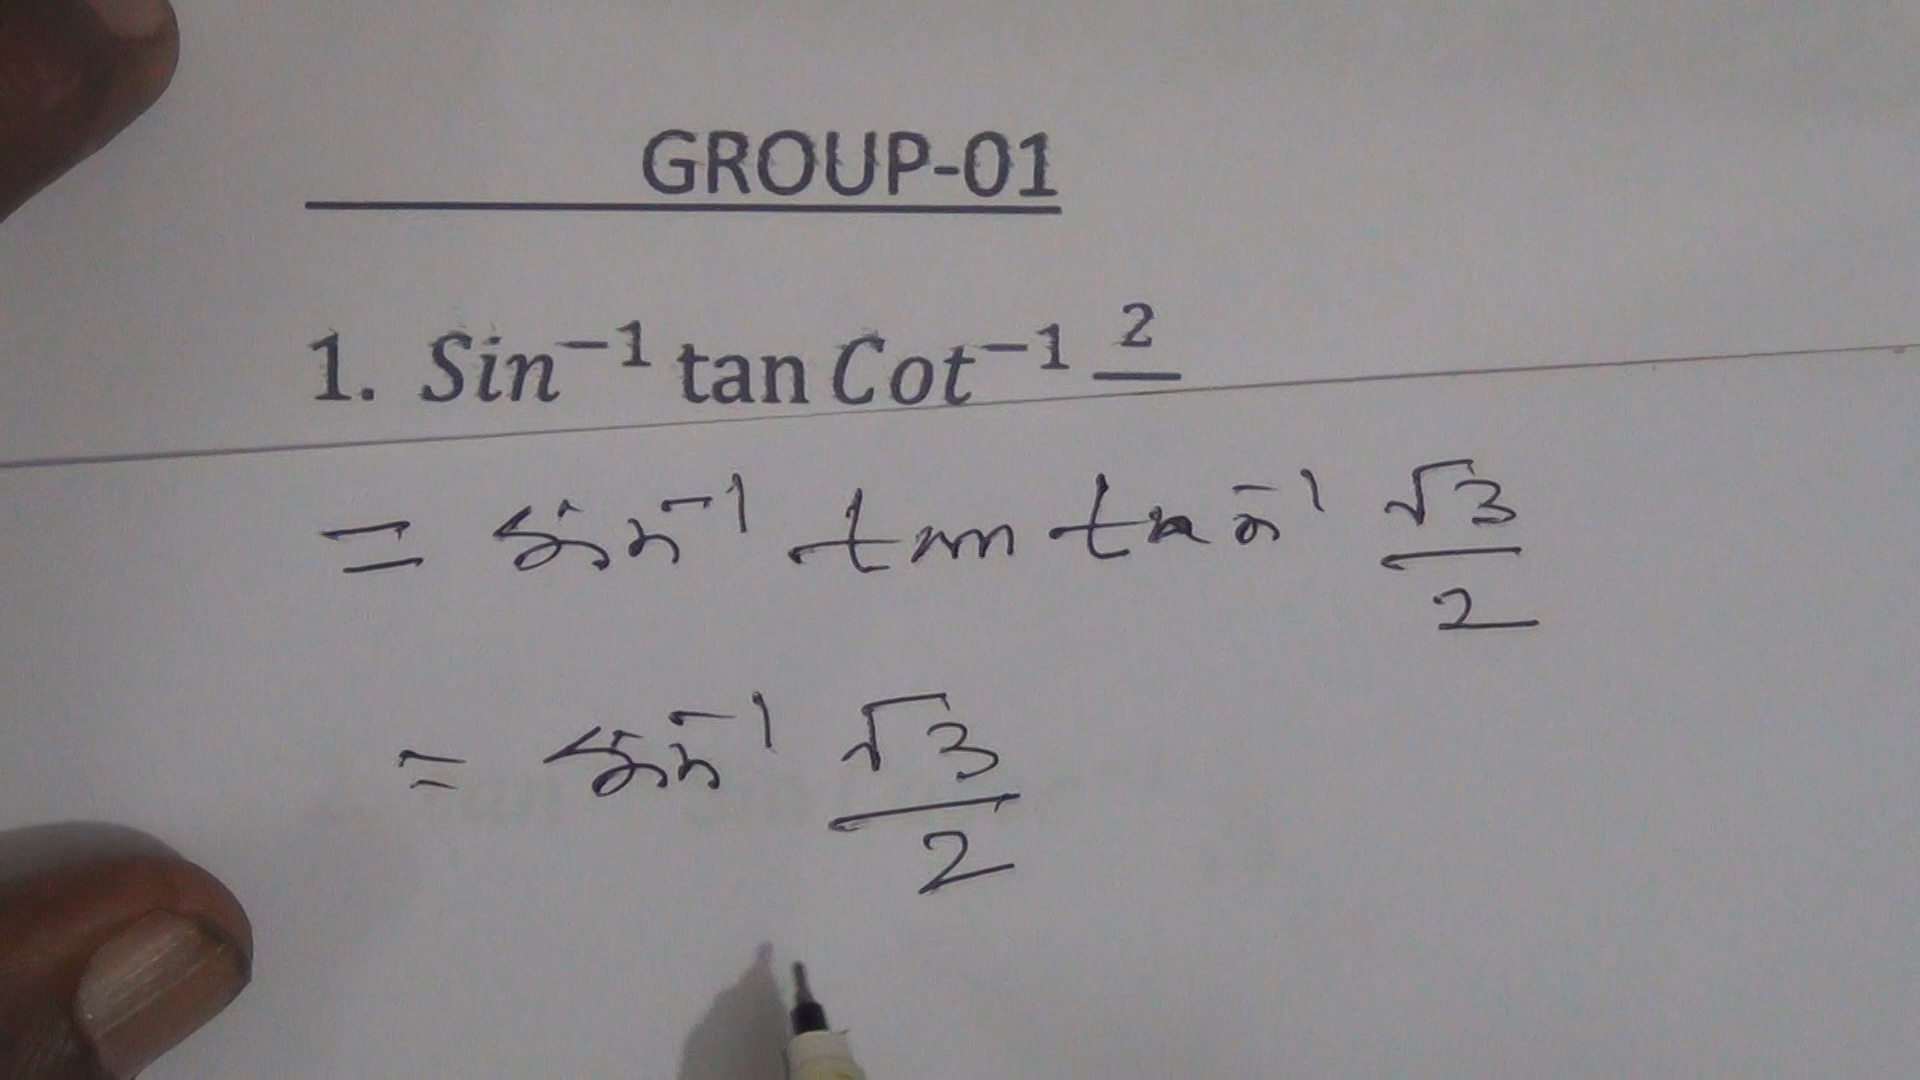 GROUP-01
1. Sin⁻¹ tan Cot⁻¹ 2/
= sin⁻¹ tan tan⁻¹ √3/2
= sin⁻¹ √3/2